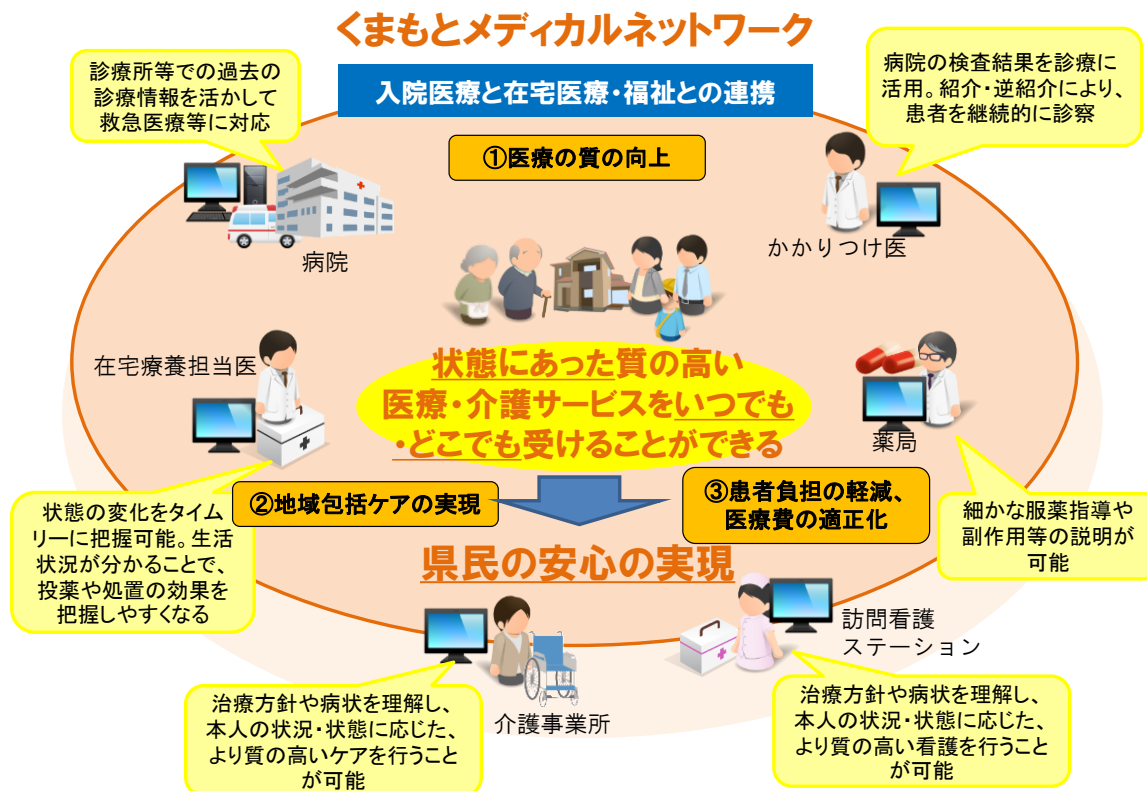 くまもとメディカルネットワーク
入院医療と在宅医療・福祉との連携
診療所等での過去の
診療情報を活かして
救急医療等に対応
病院の検査結果を診療に
活用。紹介・逆紹介により、
患者を継続的に診察
①医療の質の向上
病院
かかりつけ医
在宅療養担当医
状態にあった質の高い
医療・介護サービスをいつでも
・どこでも受けることができる
薬局
②地域包括ケアの実現
③患者負担の軽減、
医療費の適正化
状態の変化をタイム
リーに把握可能。生活
状況が分かることで、
投薬や処置の効果を
把握しやすくなる
細かな服薬指導や
副作用等の説明が
可能
県民の安心の実現
訪問看護
ステーション
介護事業所
治療方針や病状を理解し、
本人の状況・状態に応じた、
より質の高いケアを行うこと
が可能
治療方針や病状を理解し、
本人の状況・状態に応じた、
より質の高い看護を行うこと
が可能